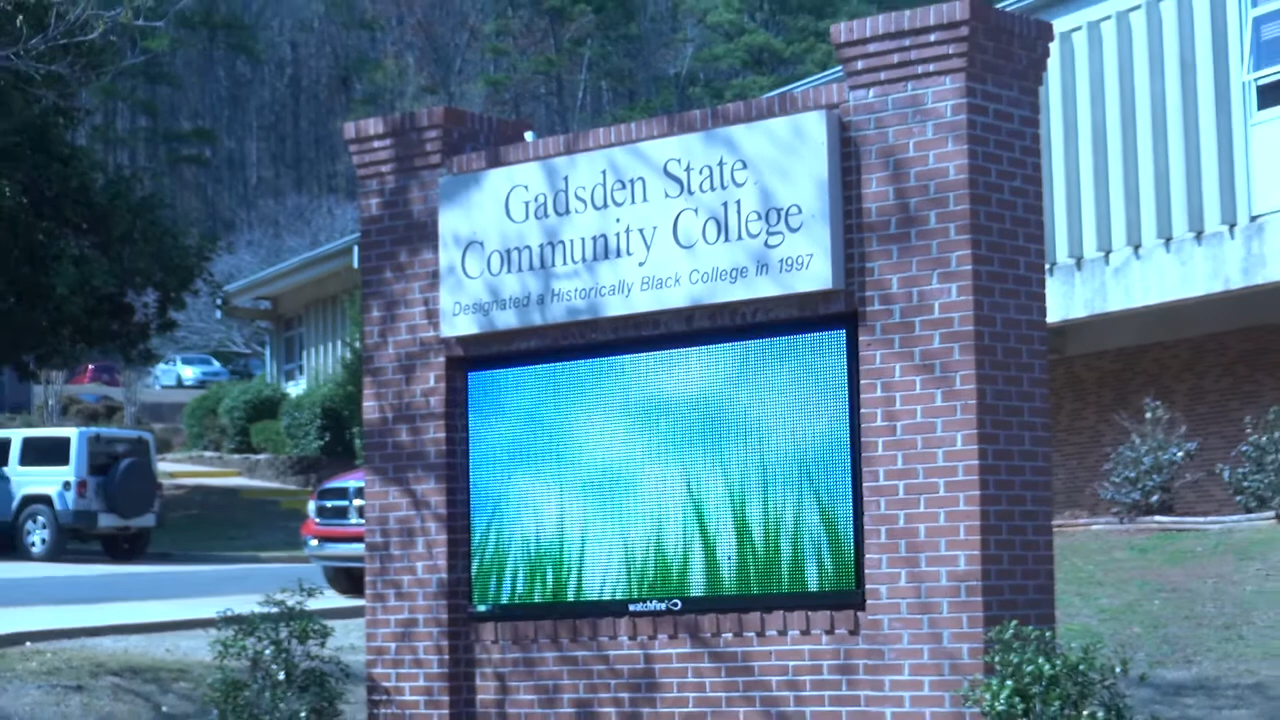 Gadsden State
Community College
Designated a Historically Black College in 1997
watchfire